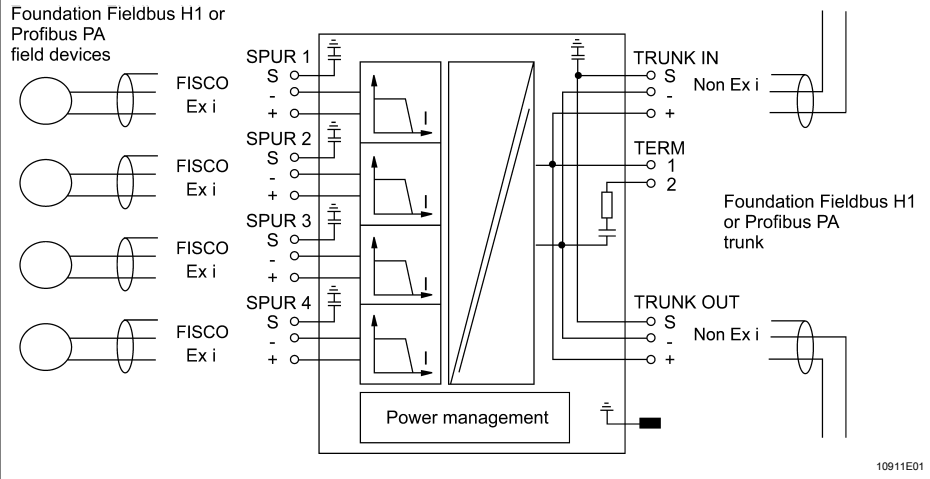 Foundation Fieldbus H1 or
Profibus PA
field devices
SPUR 1
S
-
+
FISCO
Ex i
SPUR 2
S
-
+
FISCO
Ex i
SPUR 3
S
-
+
FISCO
Ex i
SPUR 4
S
-
+
FISCO
Ex i
I
I
I
I
Power management
TRUNK IN
S
-
+
Non Ex i
TERM
1
2
Foundation Fieldbus H1
or Profibus PA
trunk
TRUNK OUT
S
-
+
Non Ex i
10911E01